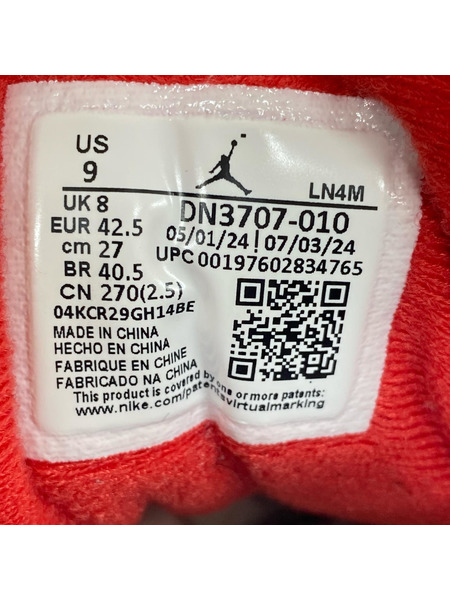 US
9
LN4M
UK 8
EUR 42.5
cm 27
BR 40.5
CN 270(2.5)
DN3707-010
05/01/24 | 07/03/24
UPC 00197602834765
04KCR29GH14BE
MADE IN CHINA
HECHO EN CHINA
FABRIQUE EN CHINE
FABRICADO NA CHINA
This product is covered by one or more patents:
www.nike.com/patentsvirtualmarking